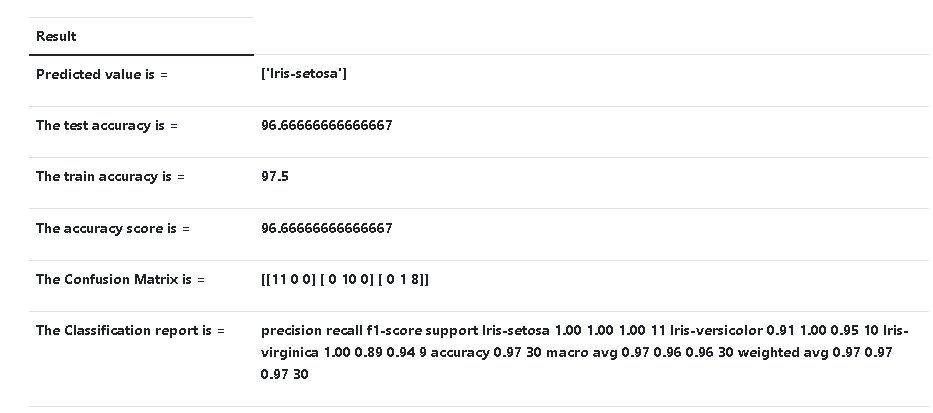 Result
Predicted value is = ['Iris-setosa']
The test accuracy is = 96.66666666666667
The train accuracy is = 97.5
The accuracy score is = 96.66666666666667
The Confusion Matrix is = [[11 0 0] [ 0 10 0] [ 0 1 8]]
The Classification report is = precision recall f1-score support Iris-setosa 1.00 1.00 1.00 11 Iris-versicolor 0.91 1.00 0.95 10 Iris-
virginica 1.00 0.89 0.94 9 accuracy 0.97 30 macro avg 0.97 0.96 0.96 30 weighted avg 0.97 0.97
0.97 30